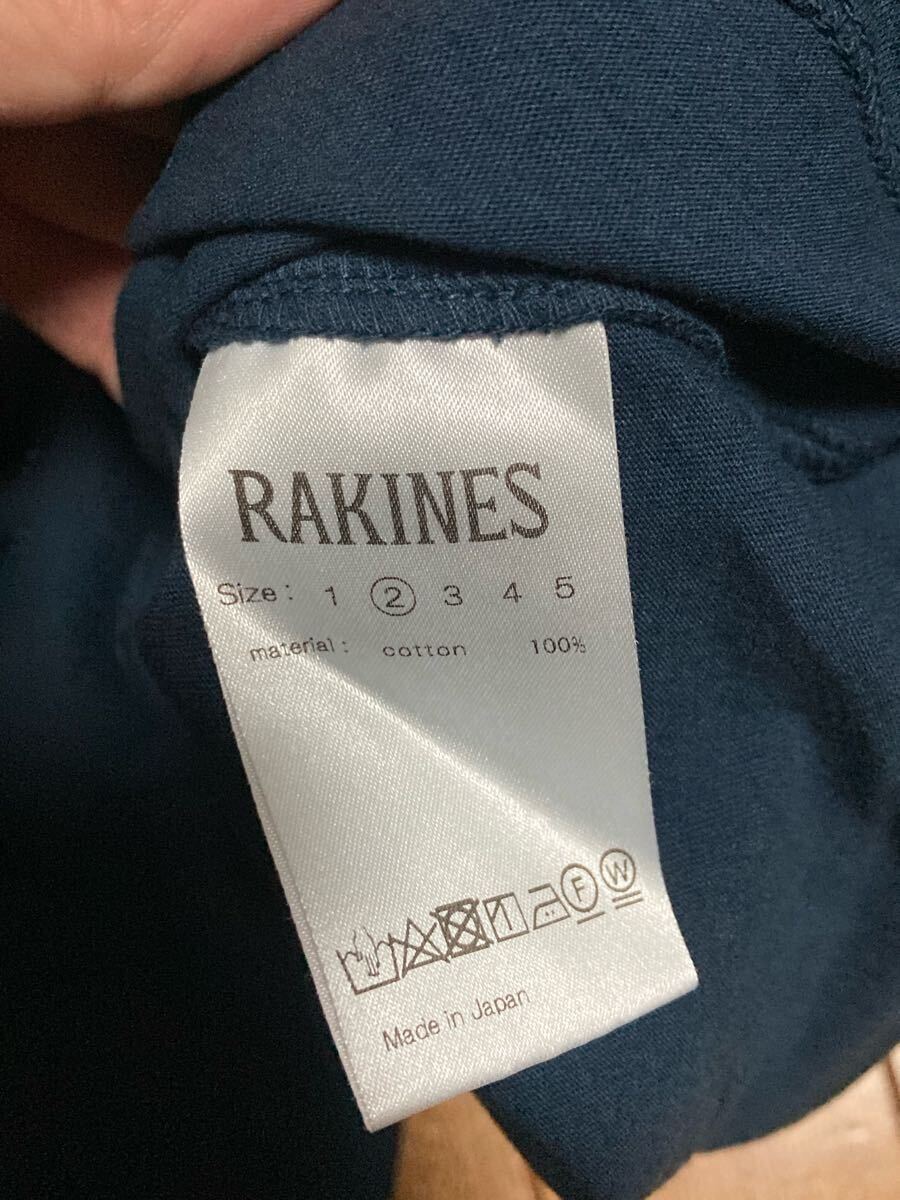 RAKINES
Size: 1 2 3 4 5
material: cotton 100%
F W
Made in Japan